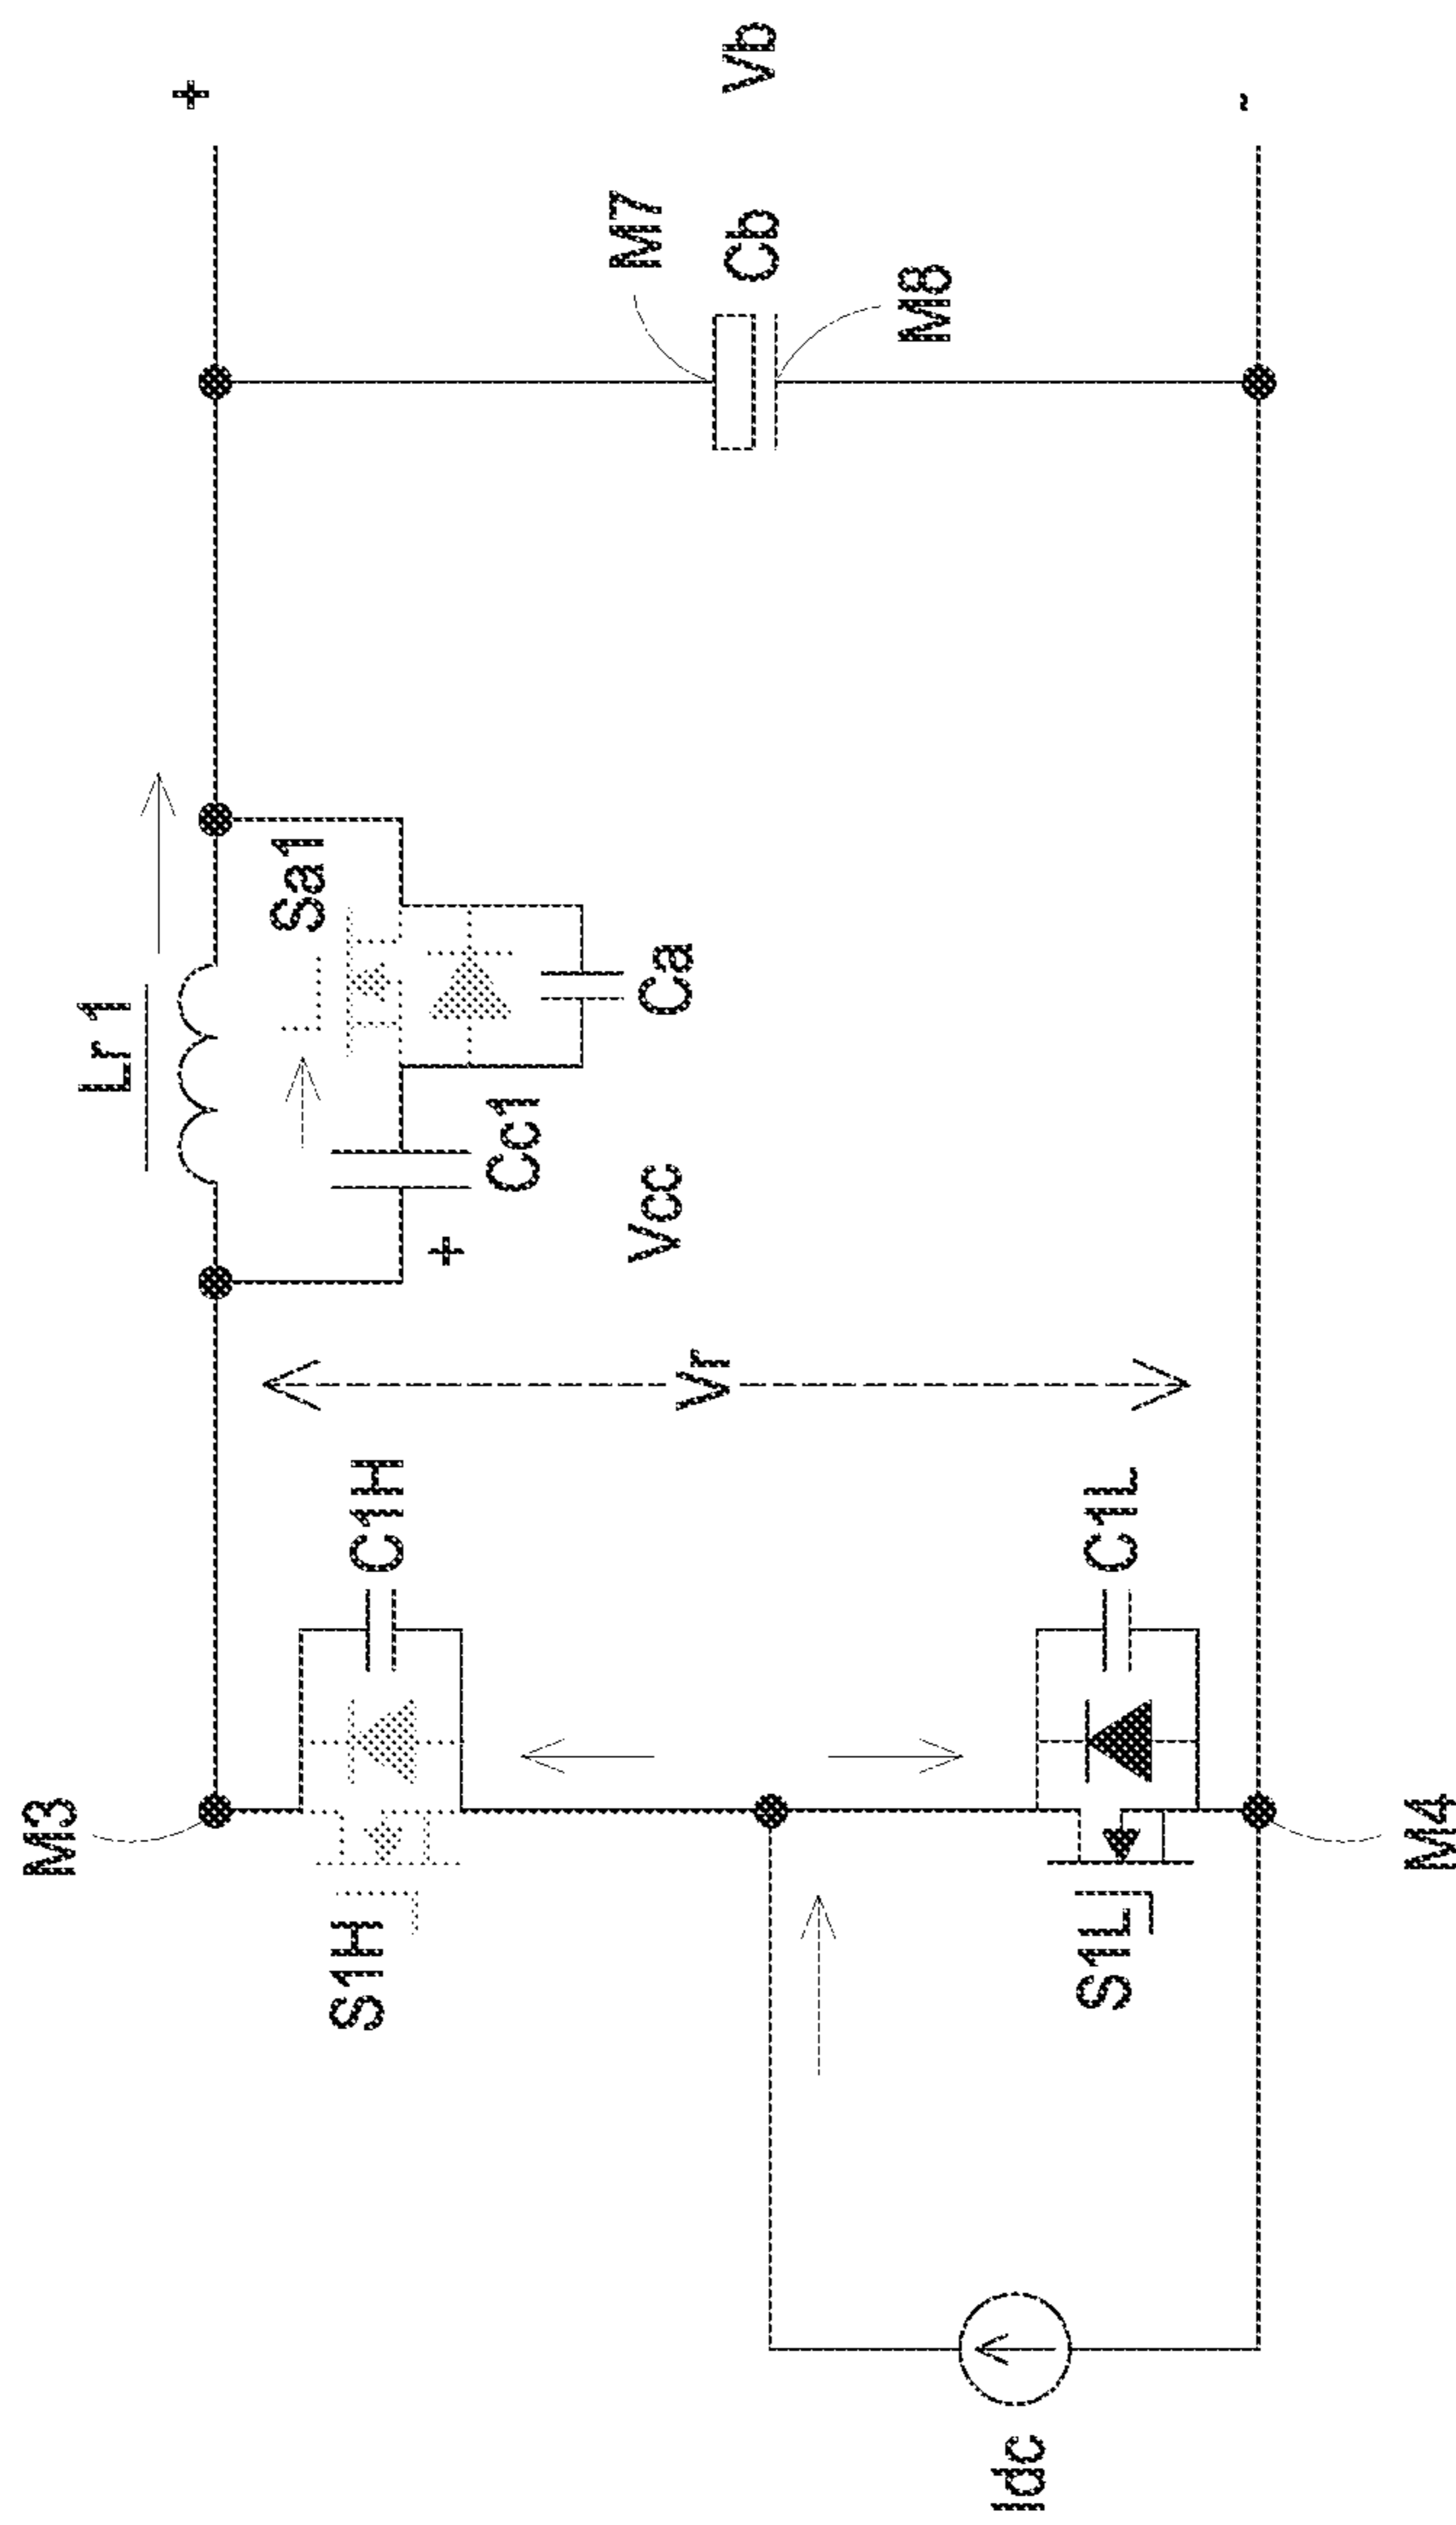 +
Vb
-
M7
Cb
M8
Lr1
Sa1
Ca
Cc1
+
Vcc
Vr
C1H
C1L
M3
M4
S1H
S1L
Idc